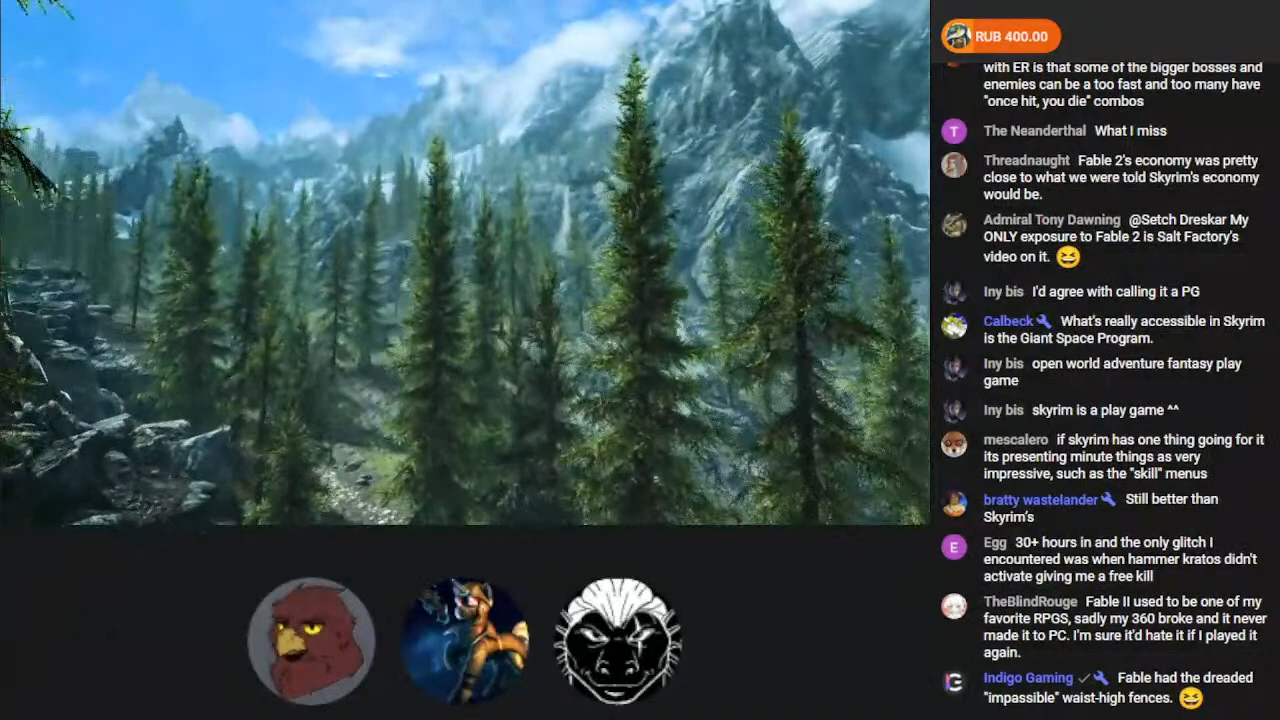 RUB 400.00
with ER is that some of the bigger bosses and
enemies can be a too fast and too many have
"once hit, you die" combos
T
The Neanderthal What I miss
Threadnaught Fable 2's economy was pretty
close to what we were told Skyrim's economy
would be.
Admiral Tony Dawning @Setch Dreskar My
ONLY exposure to Fable 2 is Salt Factory's
video on it. 😆
Iny bis I'd agree with calling it a PG
Calbeck What's really accessible in Skyrim
is the Giant Space Program.
Iny bis open world adventure fantasy play
game
Iny bis skyrim is a play game ^^
mescalero if skyrim has one thing going for it
its presenting minute things as very
impressive, such as the "skill" menus
bratty wastelander Still better than
Skyrim's
E
Egg 30+ hours in and the only glitch I
encountered was when hammer kratos didn't
activate giving me a free kill
TheBlindRouge Fable II used to be one of my
favorite RPGS, sadly my 360 broke and it never
made it to PC. I'm sure it'd hate it if I played it
again.
Indigo Gaming Fable had the dreaded
"impassible" waist-high fences. 😆